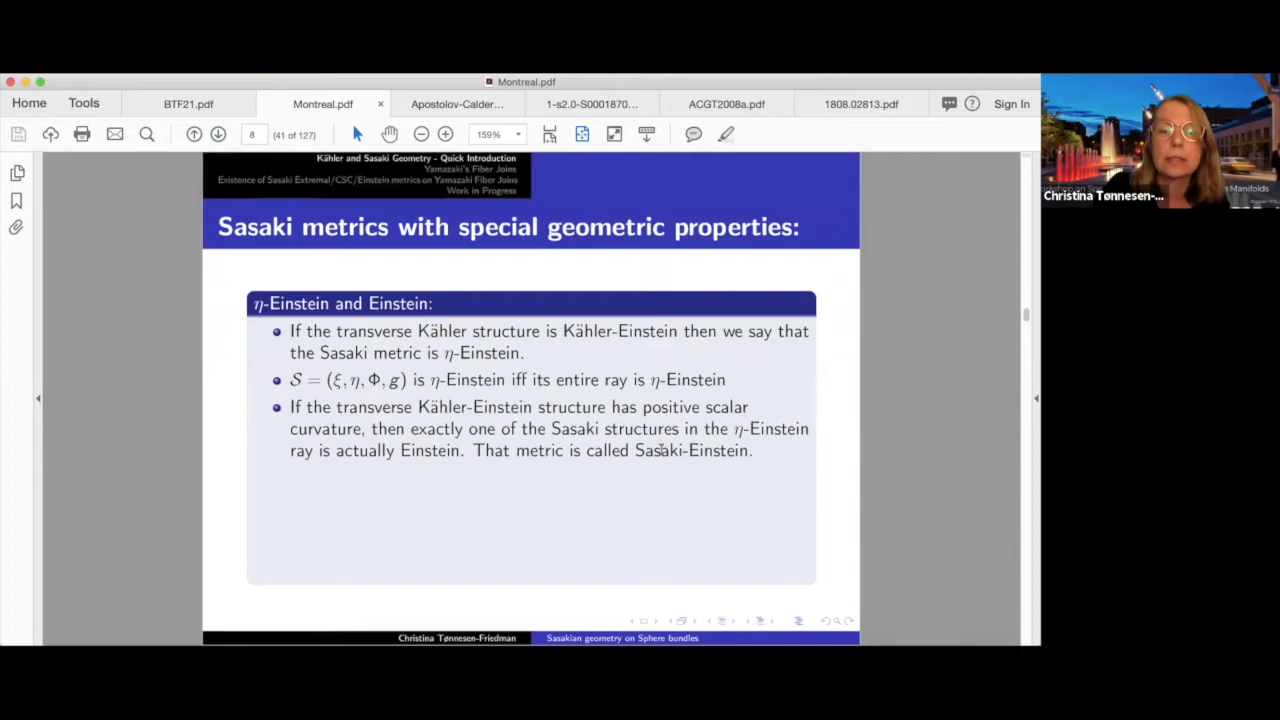 Montreal.pdf
Home Tools BTF21.pdf Montreal.pdf × Apostolov-Calder... 1-s2.0-S0001870... ACGT2008a.pdf 1808.02813.pdf Sign In
8 (41 of 127) 159%
Kähler and Sasaki Geometry - Quick Introduction
Yamazaki's Fiber Joins
Existence of Sasaki Extremal/CSC/Einstein metrics on Yamazaki Fiber Joins
Work in Progress
Sasaki metrics with special geometric properties:
η-Einstein and Einstein:
If the transverse Kähler structure is Kähler-Einstein then we say that
the Sasaki metric is η-Einstein.
S = (ξ, η, Φ, g) is η-Einstein iff its entire ray is η-Einstein
If the transverse Kähler-Einstein structure has positive scalar
curvature, then exactly one of the Sasaki structures in the η-Einstein
ray is actually Einstein. That metric is called Sasaki-Einstein.
Christina Tønnesen-Friedman Sasakian geometry on Sphere bundles
Manifolds
Christina Tønnesen-...